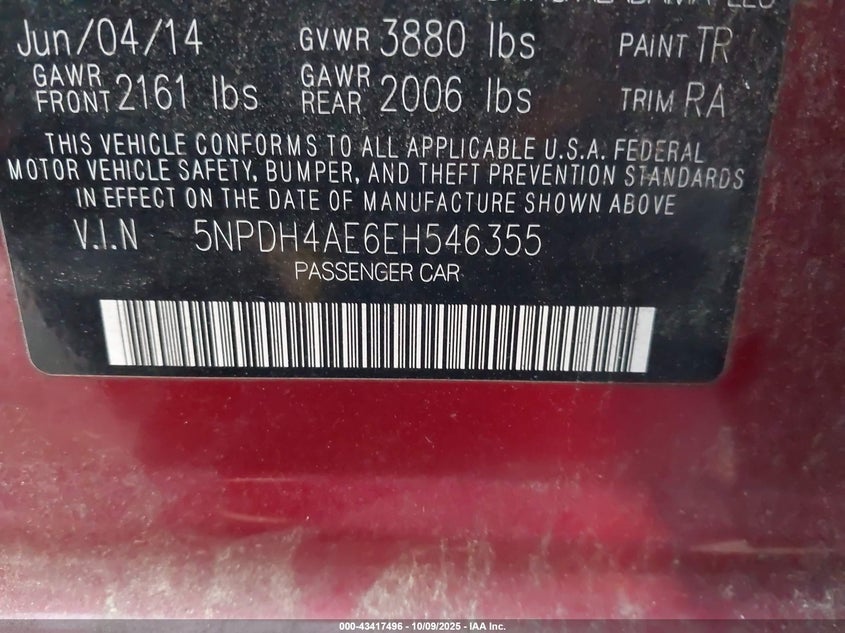 Jun/04/14 GVWR 3880 lbs PAINT TR
GAWR FRONT 2161 lbs GAWR REAR 2006 lbs TRIM RA
THIS VEHICLE CONFORMS TO ALL APPLICABLE U.S.A. FEDERAL
MOTOR VEHICLE SAFETY, BUMPER, AND THEFT PREVENTION STANDARDS
IN EFFECT ON THE DATE OF MANUFACTURE SHOWN ABOVE
V.I.N 5NPDH4AE6EH546355
PASSENGER CAR
000-43417496 - 10/09/2025 - IAA Inc.